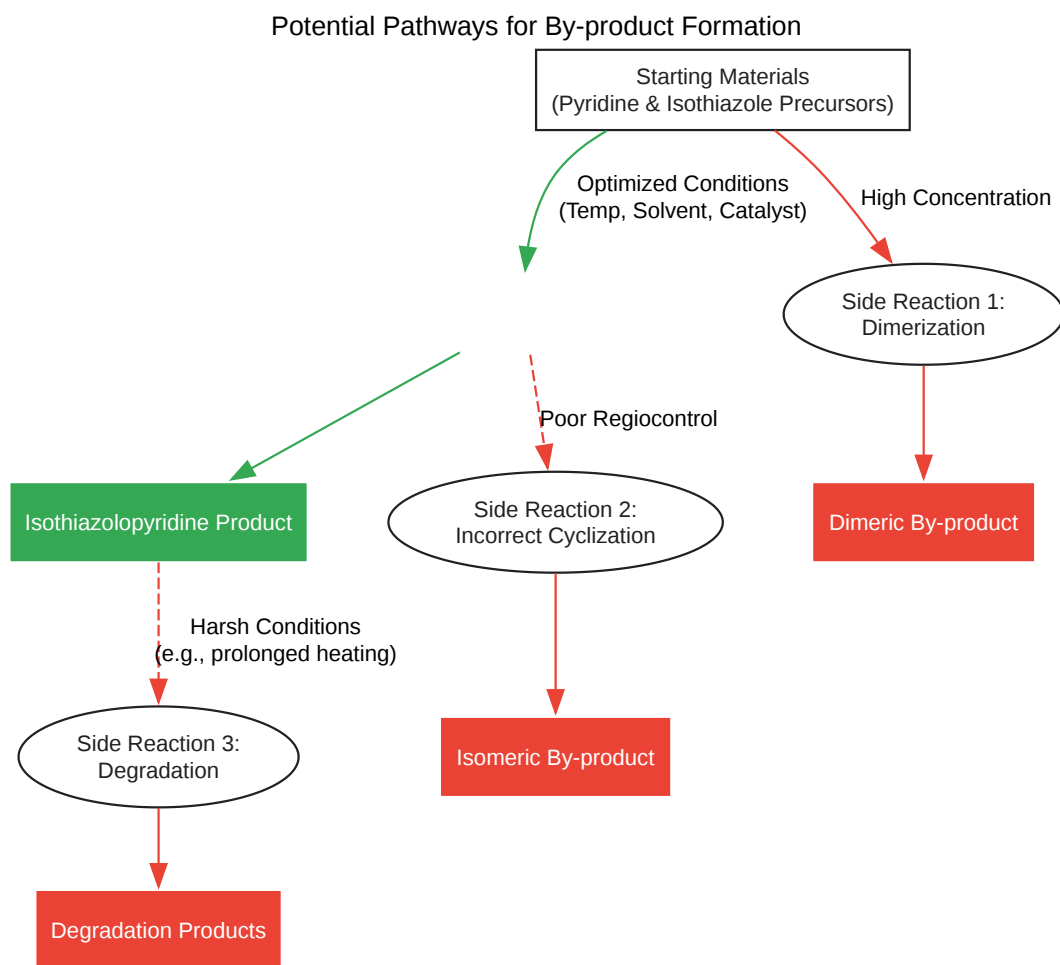 Potential Pathways for By-product Formation
Starting Materials
(Pyridine & Isothiazole Precursors)
Optimized Conditions
(Temp, Solvent, Catalyst)
High Concentration
Side Reaction 1:
Dimerization
Poor Regiocontrol
Isothiazolopyridine Product
Side Reaction 2:
Incorrect Cyclization
Dimeric By-product
Harsh Conditions
(e.g., prolonged heating)
Side Reaction 3:
Degradation
Isomeric By-product
Degradation Products